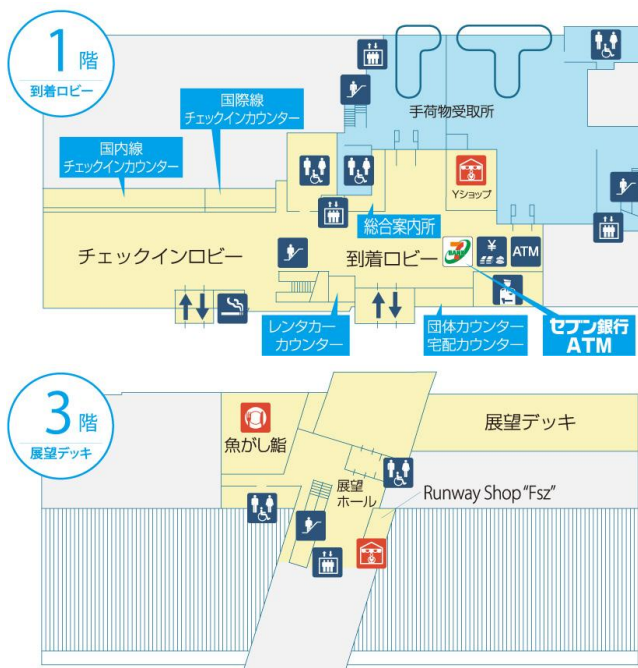 1階
到着ロビー
国際線
チェックインカウンター
国内線
チェックインカウンター
手荷物受取所
Yショップ
総合案内所
チェックインロビー
到着ロビー
7
BANK
¥
ATM
レンタカー
カウンター
団体カウンター
宅配カウンター
セブン銀行
ATM
3階
展望デッキ
魚がし鮨
展望デッキ
展望
ホール
Runway Shop "Fsz"